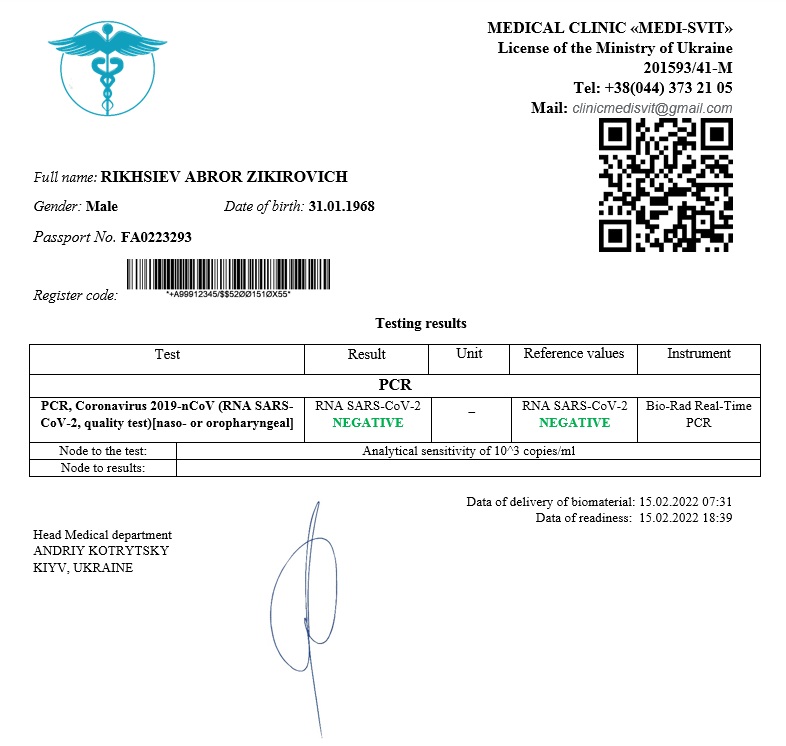 MEDICAL CLINIC «MEDI-SVIT»
License of the Ministry of Ukraine
201593/41-M
Tel: +38(044) 373 21 05
Mail: clinicmedisvit@gmail.com
Full name: RIKHSIEV ABROR ZIKIROVICH
Gender: Male Date of birth: 31.01.1968
Passport No. FA0223293
Register code: *+A99912345/$$52ØØ151ØX55*
Testing results
Test Result Unit Reference values Instrument
PCR
PCR, Coronavirus 2019-nCoV (RNA SARS- RNA SARS-CoV-2 – RNA SARS-CoV-2 Bio-Rad Real-Time
CoV-2, quality test)[naso- or oropharyngeal] NEGATIVE NEGATIVE PCR
Node to the test: Analytical sensitivity of 10^3 copies/ml
Node to results:
Data of delivery of biomaterial: 15.02.2022 07:31
Data of readiness: 15.02.2022 18:39
Head Medical department
ANDRIY KOTRYTSKY
KIYV, UKRAINE